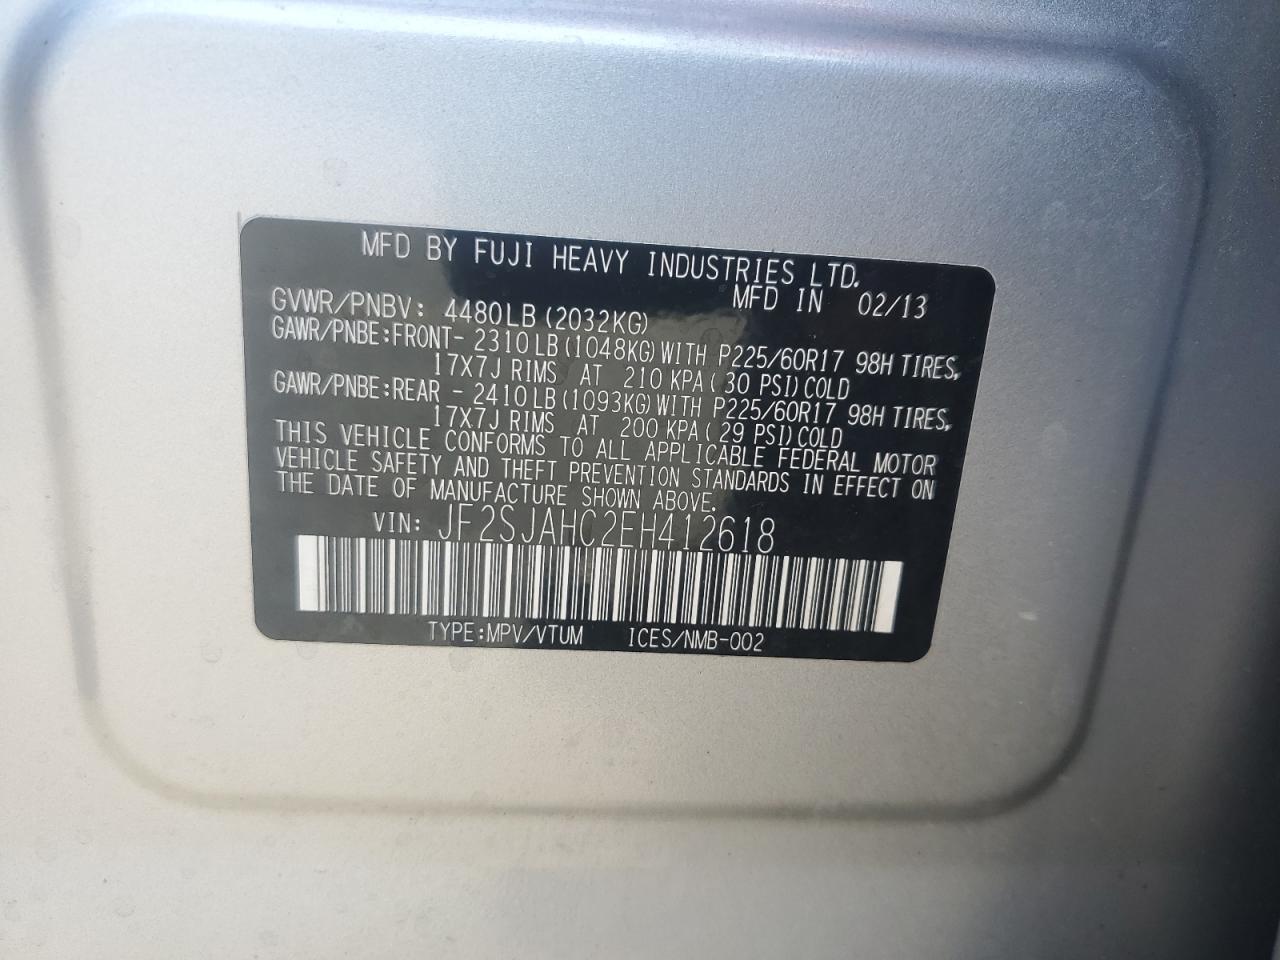 MFD BY FUJI HEAVY INDUSTRIES LTD.
MFD IN 02/13
GVWR/PNBV: 4480LB (2032KG)
GAWR/PNBE:FRONT- 2310LB(1048KG)WITH P225/60R17 98H TIRES,
17X7J RIMS AT 210 KPA( 30 PSI)COLD
GAWR/PNBE:REAR - 2410LB(1093KG)WITH P225/60R17 98H TIRES,
17X7J RIMS AT 200 KPA( 29 PSI)COLD
THIS VEHICLE CONFORMS TO ALL APPLICABLE FEDERAL MOTOR
VEHICLE SAFETY AND THEFT PREVENTION STANDARDS IN EFFECT ON
THE DATE OF MANUFACTURE SHOWN ABOVE.
VIN: JF2SJAHC2EH412618
TYPE:MPV/VTUM ICES/NMB-002